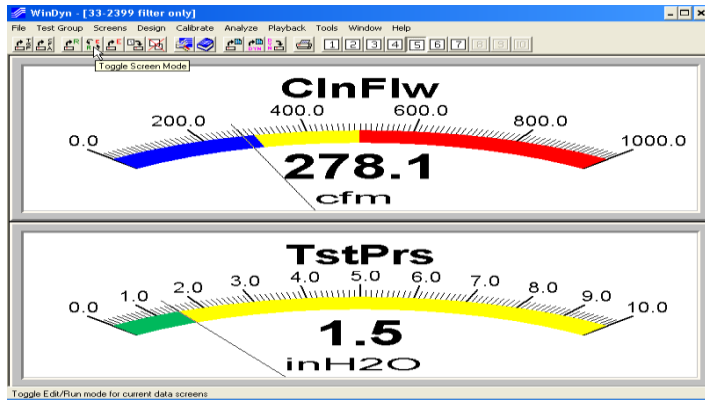 WinDyn - [33-2399 filter only]
File Test Group Screens Design Calibrate Analyze Playback Tools Window Help
1 2 3 4 5 6 7 8 9 10
Toggle Screen Mode
ClnFlw
0.0 200.0 400.0 600.0 800.0 1000.0
278.1
cfm
TstPrs
0.0 1.0 2.0 3.0 4.0 5.0 6.0 7.0 8.0 9.0 10.0
1.5
inH2O
Toggle Edit/Run mode for current data screens